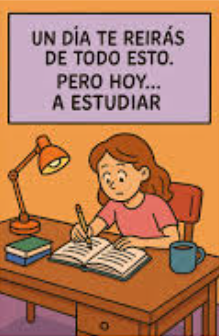 UN DÍA TE REIRÁS
DE TODO ESTO.
PERO HOY...
A ESTUDIAR